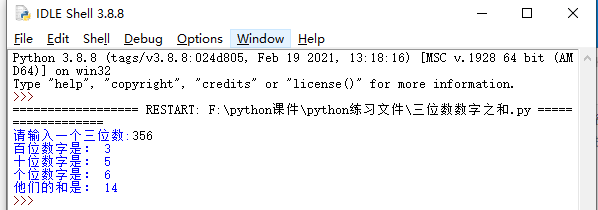 IDLE Shell 3.8.8
File Edit Shell Debug Options Window Help
Python 3.8.8 (tags/v3.8.8:024d805, Feb 19 2021, 13:18:16) [MSC v.1928 64 bit (AM
D64)] on win32
Type "help", "copyright", "credits" or "license()" for more information.
>>>
================== RESTART: F:\python课件\python练习文件\三位数数字之和.py =====
=============
请输入一个三位数:356
百位数字是： 3
十位数字是： 5
个位数字是： 6
他们的和是： 14
>>>